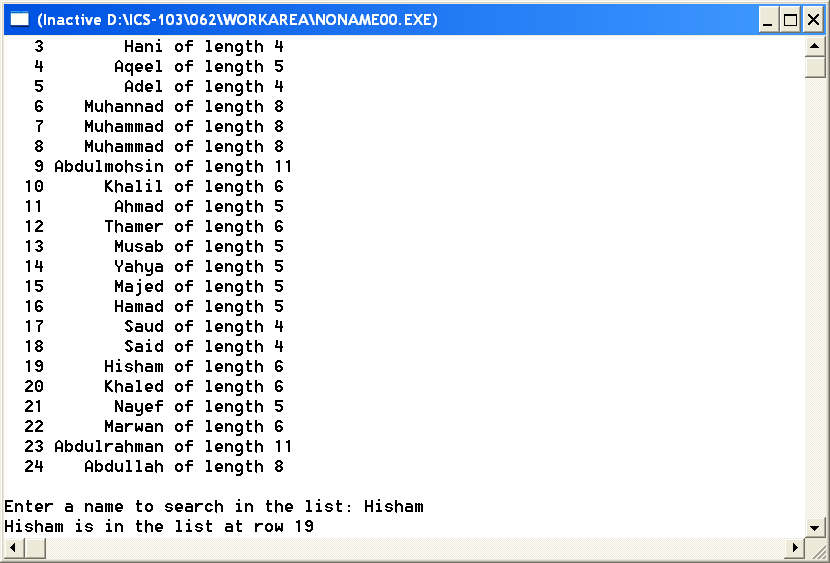 (Inactive D:\ICS-103\062\WORKAREA\NONAME00.EXE)
3 Hani of length 4
4 Aqeel of length 5
5 Adel of length 4
6 Muhannad of length 8
7 Muhammad of length 8
8 Muhammad of length 8
9 Abdulmohsin of length 11
10 Khalil of length 6
11 Ahmad of length 5
12 Thamer of length 6
13 Musab of length 5
14 Yahya of length 5
15 Majed of length 5
16 Hamad of length 5
17 Saud of length 4
18 Said of length 4
19 Hisham of length 6
20 Khaled of length 6
21 Nayef of length 5
22 Marwan of length 6
23 Abdulrahman of length 11
24 Abdullah of length 8
Enter a name to search in the list: Hisham
Hisham is in the list at row 19